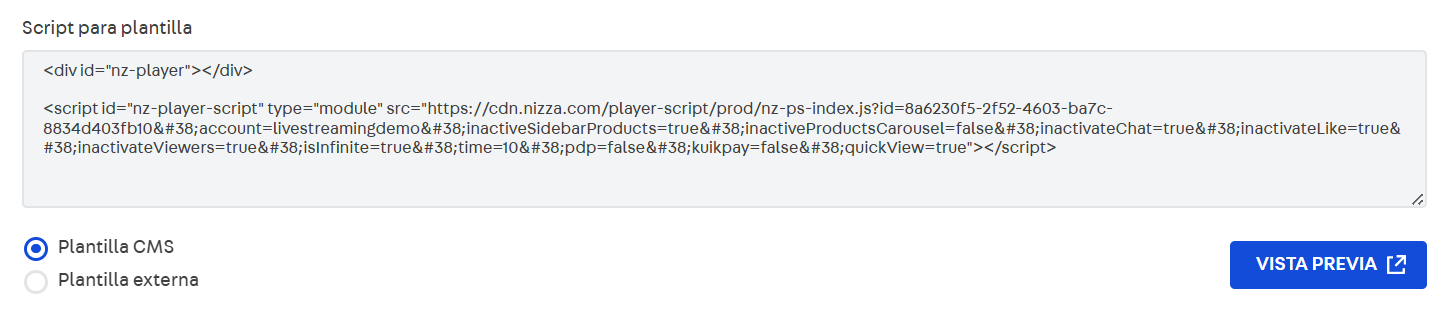 Script para plantilla
<div id="nz-player"></div>
<script id="nz-player-script" type="module" src="https://cdn.nizza.com/player-script/prod/nz-ps-index.js?id=8a6230f5-2f52-4603-ba7c-
8834d403fb10&#38;account=livestreamingdemo&#38;inactiveSidebarProducts=true&#38;inactiveProductsCarousel=false&#38;inactivateChat=true&#38;inactivateLike=true&
#38;inactivateViewers=true&#38;isInfinite=true&#38;time=10&#38;pdp=false&#38;kuikpay=false&#38;quickView=true"></script>
Plantilla CMS
Plantilla externa
VISTA PREVIA